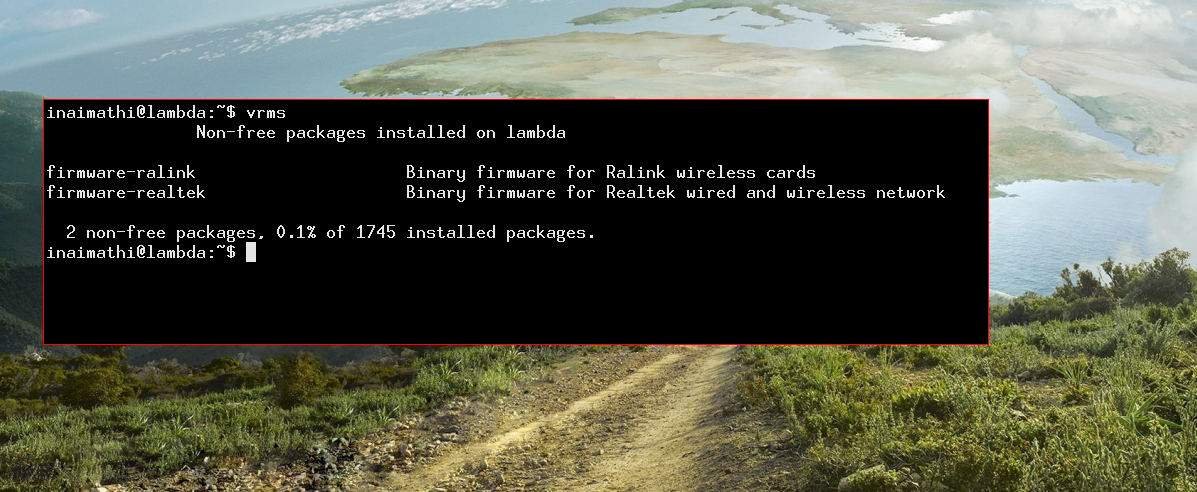 inaimathi@lambda:~$ vrms
Non-free packages installed on lambda
firmware-ralink Binary firmware for Ralink wireless cards
firmware-realtek Binary firmware for Realtek wired and wireless network
2 non-free packages, 0.1% of 1745 installed packages.
inaimathi@lambda:~$